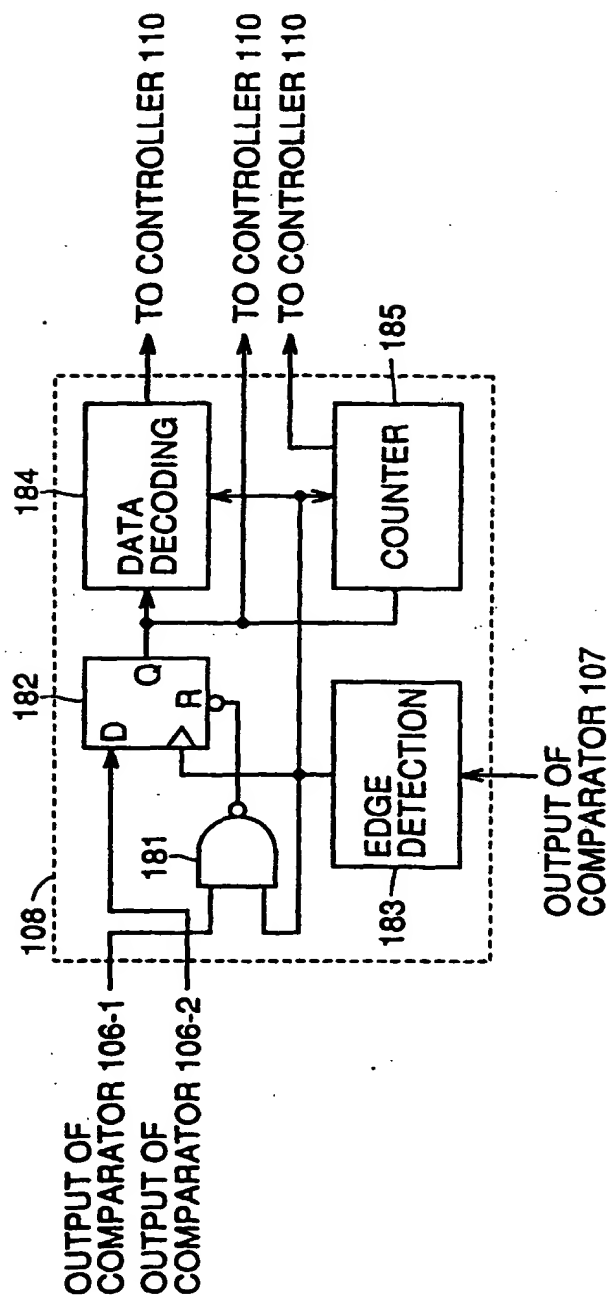 108
OUTPUT OF
COMPARATOR 106-1
OUTPUT OF
COMPARATOR 106-2
181
182
D
Q
R
184
DATA
DECODING
TO CONTROLLER 110
TO CONTROLLER 110
TO CONTROLLER 110
183
EDGE
DETECTION
COUNTER
185
OUTPUT OF
COMPARATOR 107